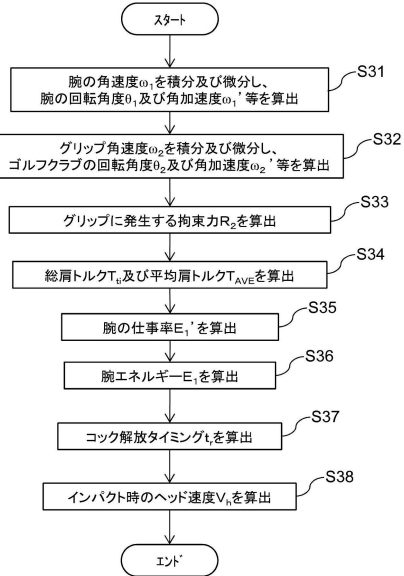 スタート
S31
腕の角速度ω₁を積分及び微分し、
腕の回転角度θ₁及び角加速度ω₁’等を算出
S32
グリップ角速度ω₂を積分及び微分し、
ゴルフクラブの回転角度θ₂及び角加速度ω₂’等を算出
S33
グリップに発生する拘束力R₂を算出
S34
総肩トルクTₜᵢ及び平均肩トルクT_AVEを算出
S35
腕の仕事率E₁’を算出
S36
腕エネルギーE₁を算出
S37
コック解放タイミングtᵣを算出
S38
インパクト時のヘッド速度Vₕを算出
エンド